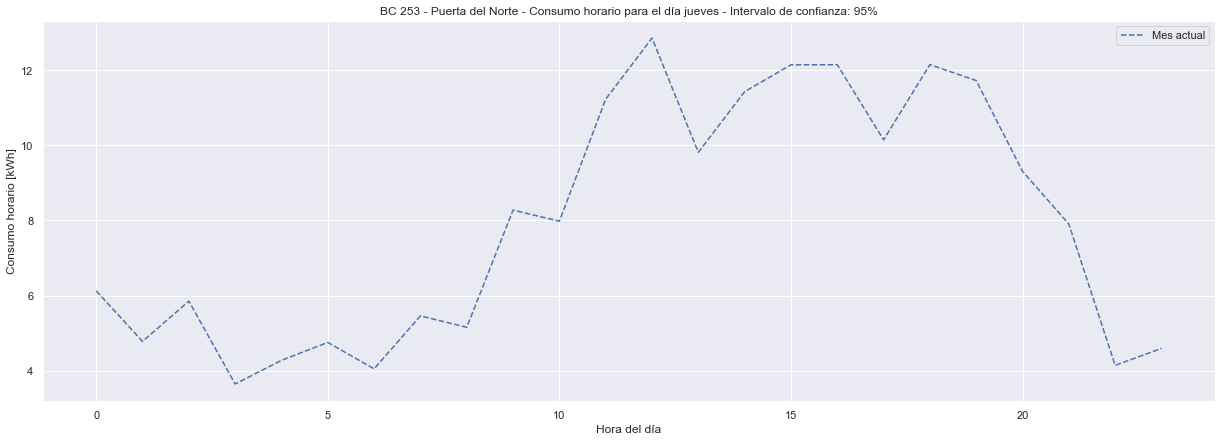 BC 253 - Puerta del Norte - Consumo horario para el día jueves - Intervalo de confianza: 95%
Mes actual
Consumo horario [kWh]
12
10
8
6
4
0 5 10 15 20
Hora del día